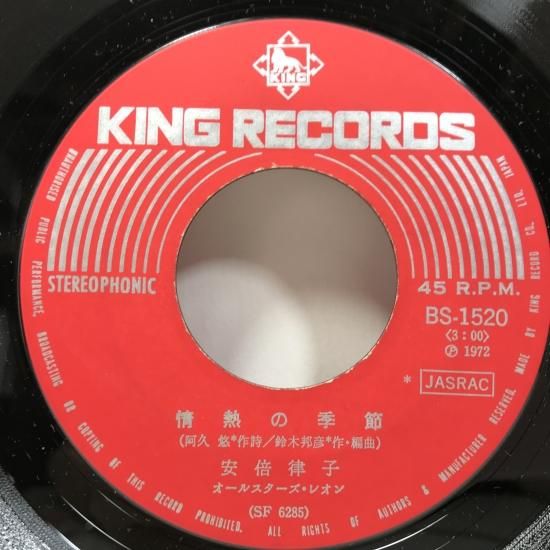 KING
KING RECORDS
STEREOPHONIC
45 R.P.M.
BS-1520
〈3:00〉
Ⓟ 1972
* JASRAC
情熱の季節
(阿久 悠*作詩/鈴木邦彦*作・編曲)
安倍律子
オールスターズ・レオン
(SF 6285)
UNAUTHORISED PUBLIC PERFORMANCE, BROADCASTING OR COPYING OF THIS RECORD PROHIBITED. ALL RIGHTS OF AUTHORS & MANUFACTURER RESERVED. MADE BY KING RECORD CO., LTD. JAPAN